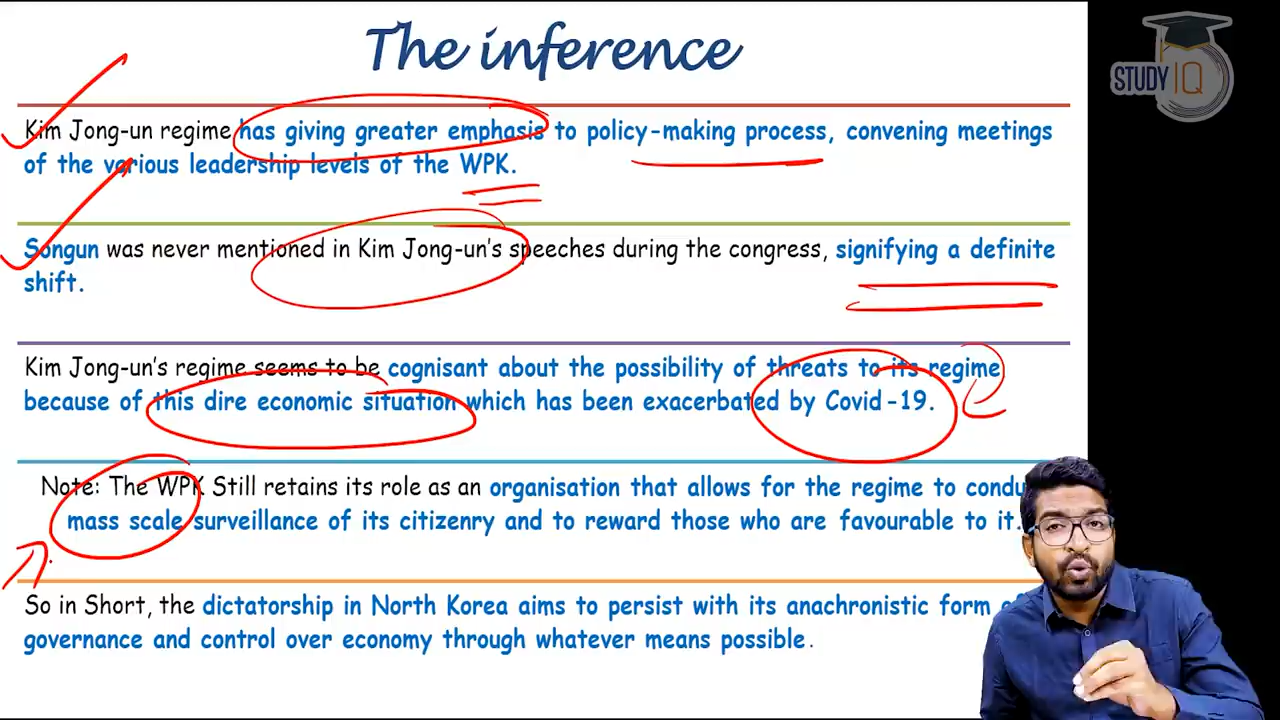 The inference
STUDY IQ
Kim Jong-un regime has giving greater emphasis to policy-making process, convening meetings
of the various leadership levels of the WPK.
Songun was never mentioned in Kim Jong-un's speeches during the congress, signifying a definite
shift.
Kim Jong-un's regime seems to be cognisant about the possibility of threats to its regime
because of this dire economic situation which has been exacerbated by Covid-19.
Note: The WPK Still retains its role as an organisation that allows for the regime to
mass scale surveillance of its citizenry and to reward those who are favourable to it.
.
So in Short, the dictatorship in North Korea aims to persist with its anachronistic form
governance and control over economy through whatever means possible.